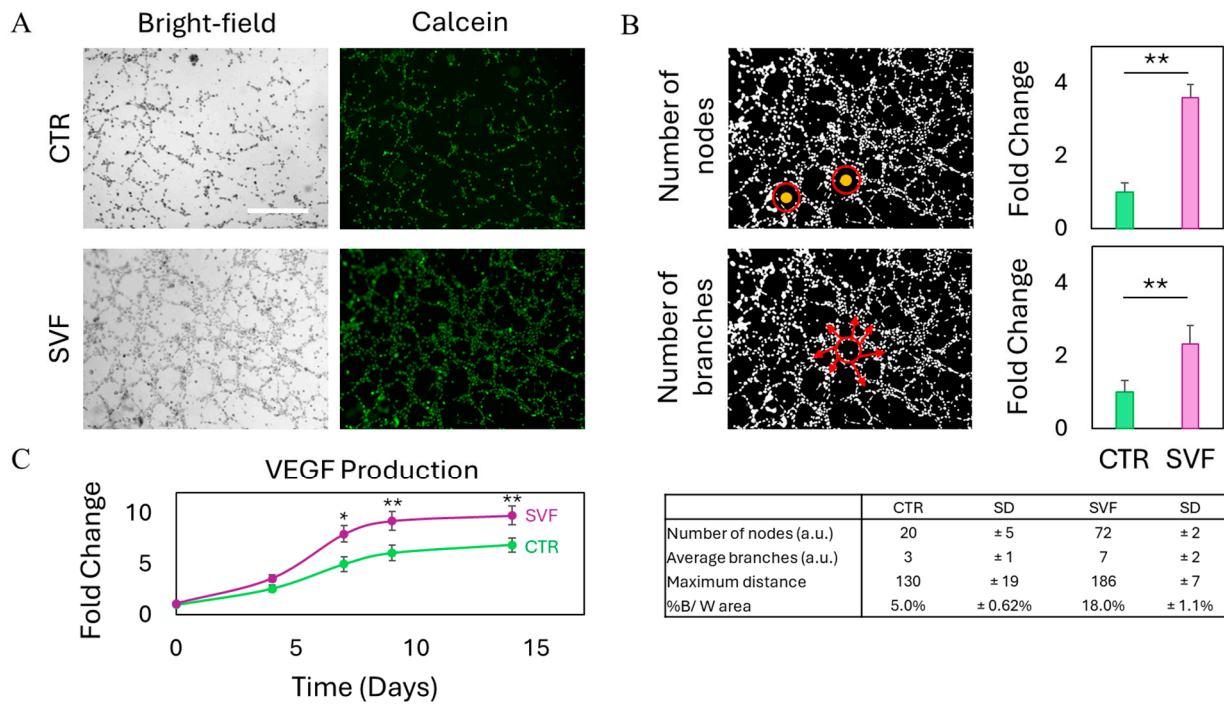 A
Bright-field
Calcein
CTR
SVF
B
Number of
nodes
Fold Change
4
2
0
**
Number of
branches
Fold Change
4
2
0
**
CTR SVF
C
VEGF Production
Fold Change
10
5
0
*
**
**
SVF
CTR
0 5 10 15
Time (Days)
CTR SD SVF SD
Number of nodes (a.u.) 20 ± 5 72 ± 2
Average branches (a.u.) 3 ± 1 7 ± 2
Maximum distance 130 ± 19 186 ± 7
%B/ W area 5.0% ± 0.62% 18.0% ± 1.1%